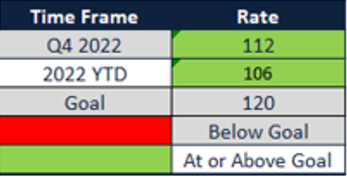 Time Frame Rate
Q4 2022 112
2022 YTD 106
Goal 120
Below Goal
At or Above Goal